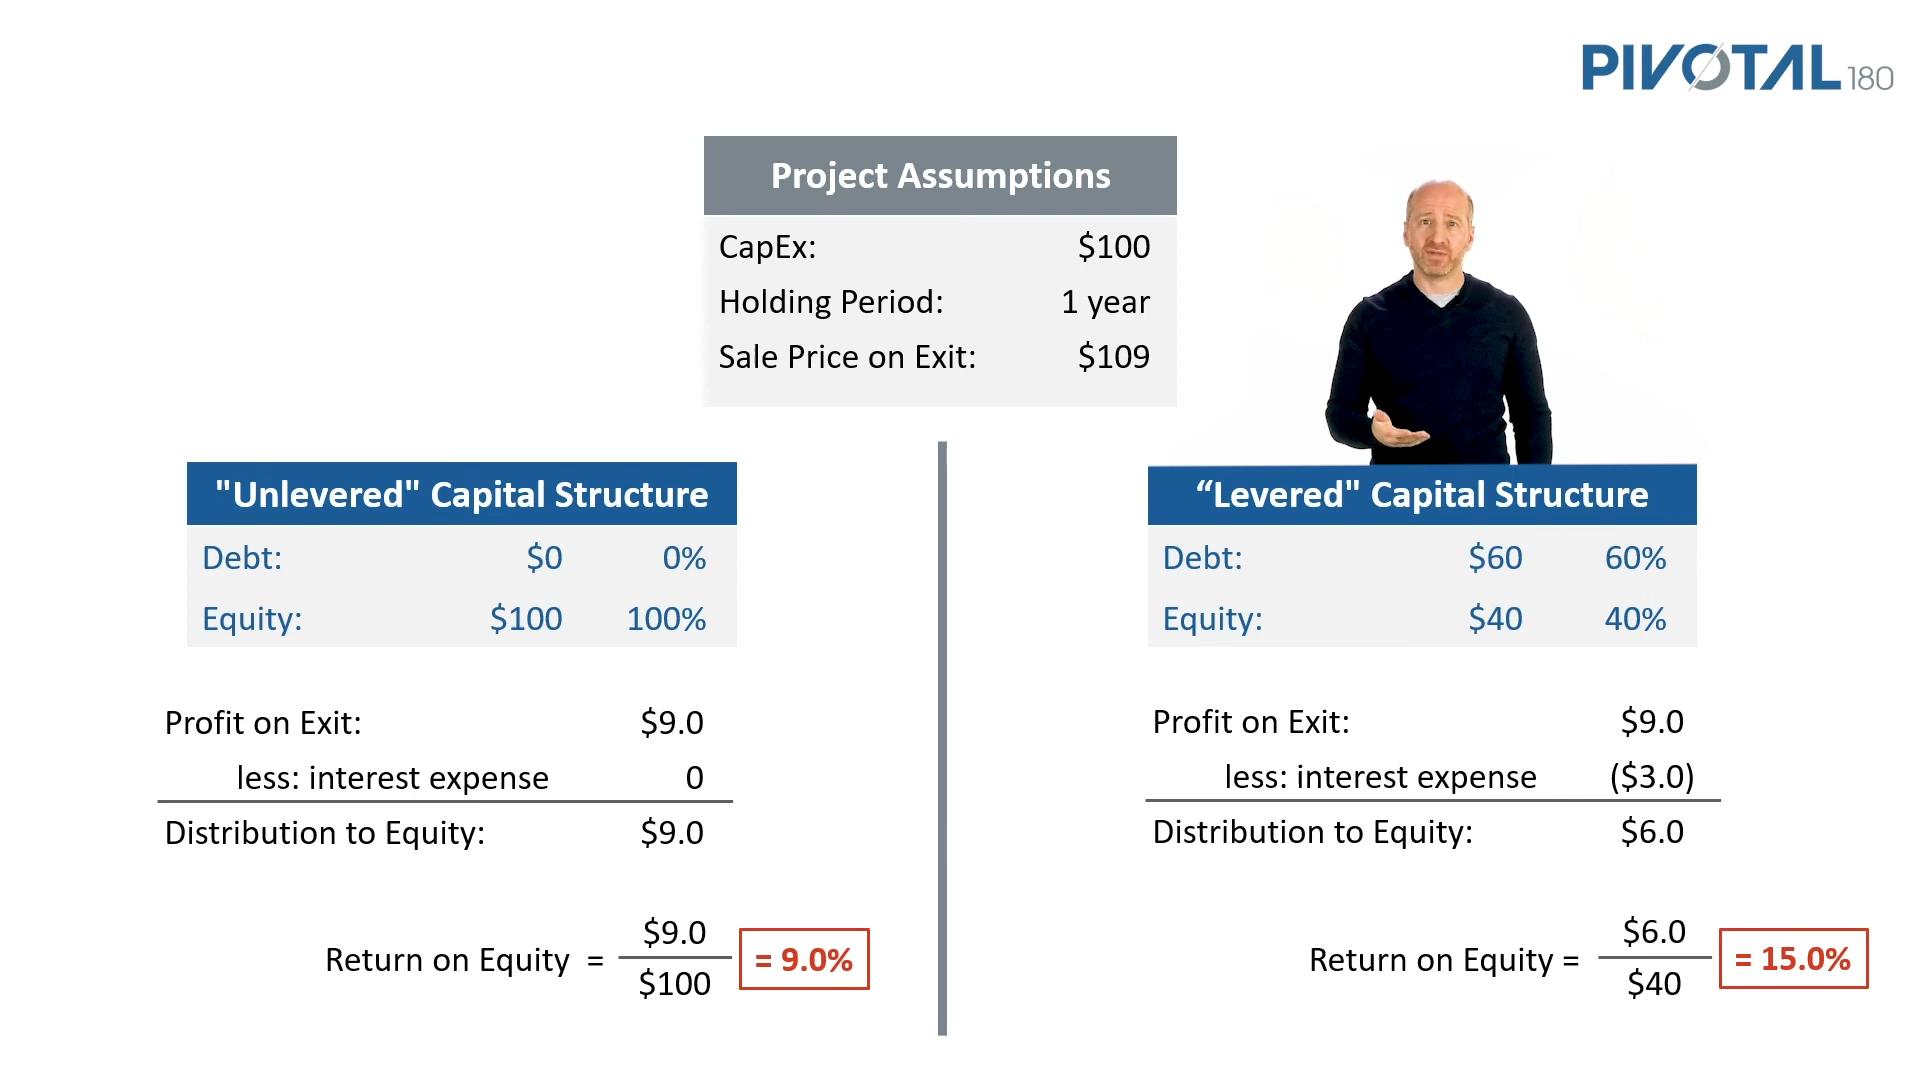 PIVOTAL 180
Project Assumptions
CapEx: $100
Holding Period: 1 year
Sale Price on Exit: $109
"Unlevered" Capital Structure
Debt: $0 0%
Equity: $100 100%
Profit on Exit: $9.0
less: interest expense 0
Distribution to Equity: $9.0
Return on Equity = $9.0 / $100 = 9.0%
“Levered" Capital Structure
Debt: $60 60%
Equity: $40 40%
Profit on Exit: $9.0
less: interest expense ($3.0)
Distribution to Equity: $6.0
Return on Equity = $6.0 / $40 = 15.0%